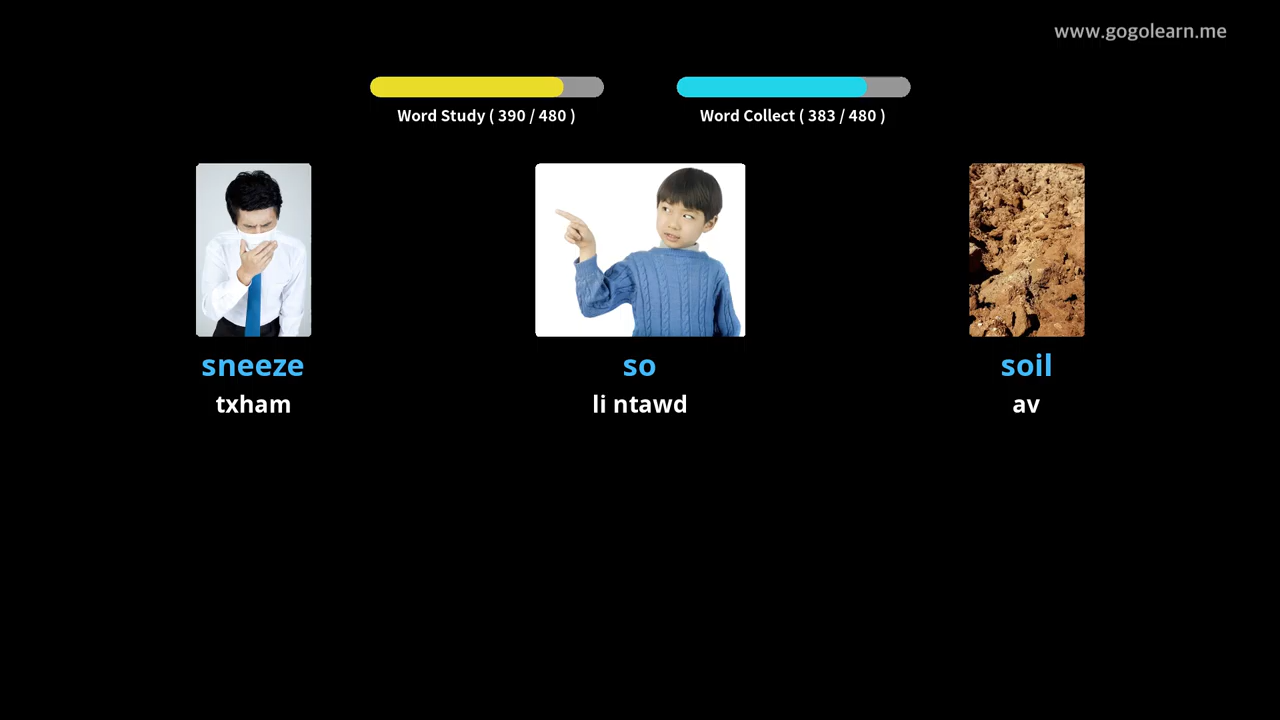 www.gogolearn.me
Word Study ( 390 / 480 )
Word Collect ( 383 / 480 )
sneeze
txham
so
li ntawd
soil
av